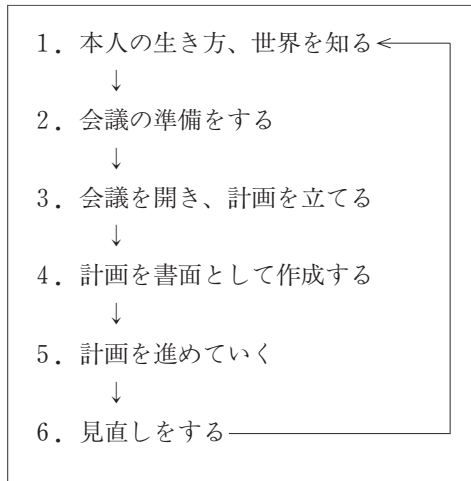 １．本人の生き方、世界を知る
↓
２．会議の準備をする
↓
３．会議を開き、計画を立てる
↓
４．計画を書面として作成する
↓
５．計画を進めていく
↓
６．見直しをする